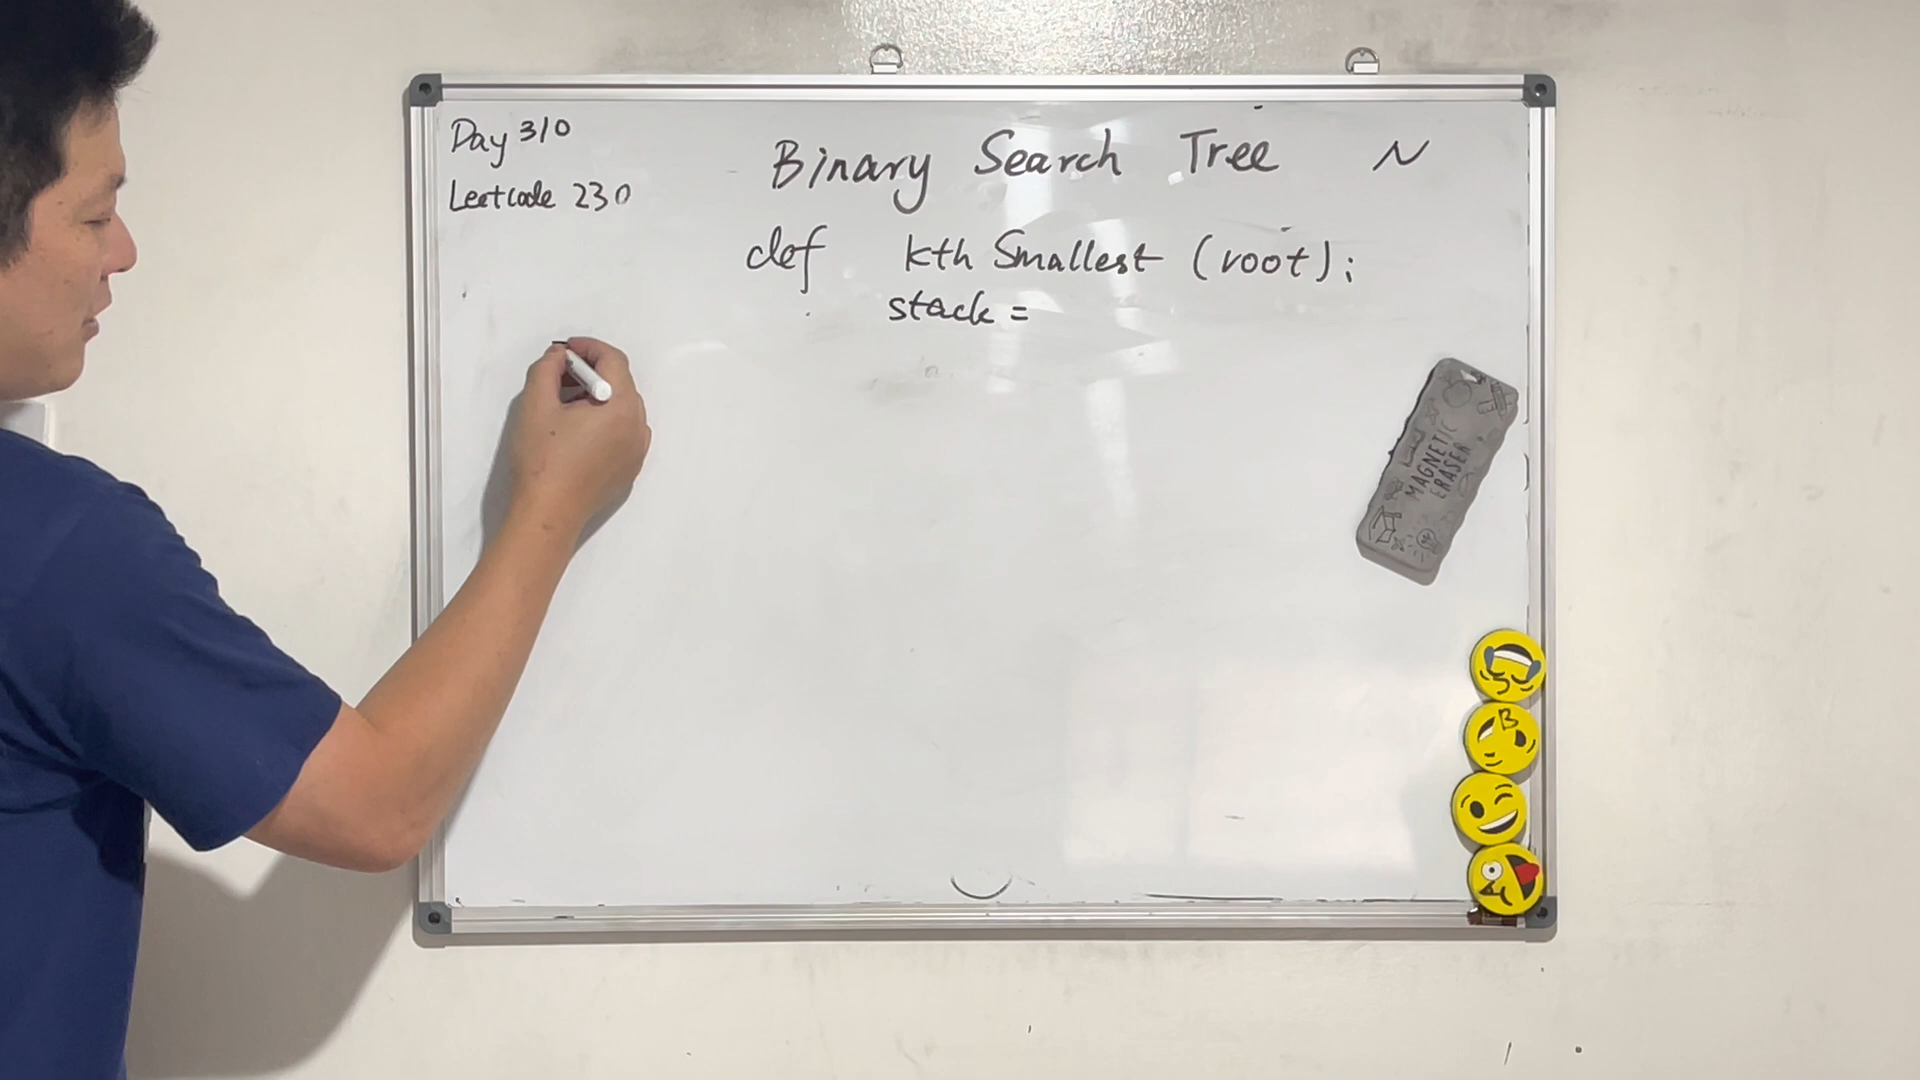 Day 310
Leetcode 230
Binary Search Tree N
def kth Smallest (root):
stack =
MAGNETIC
ERASER